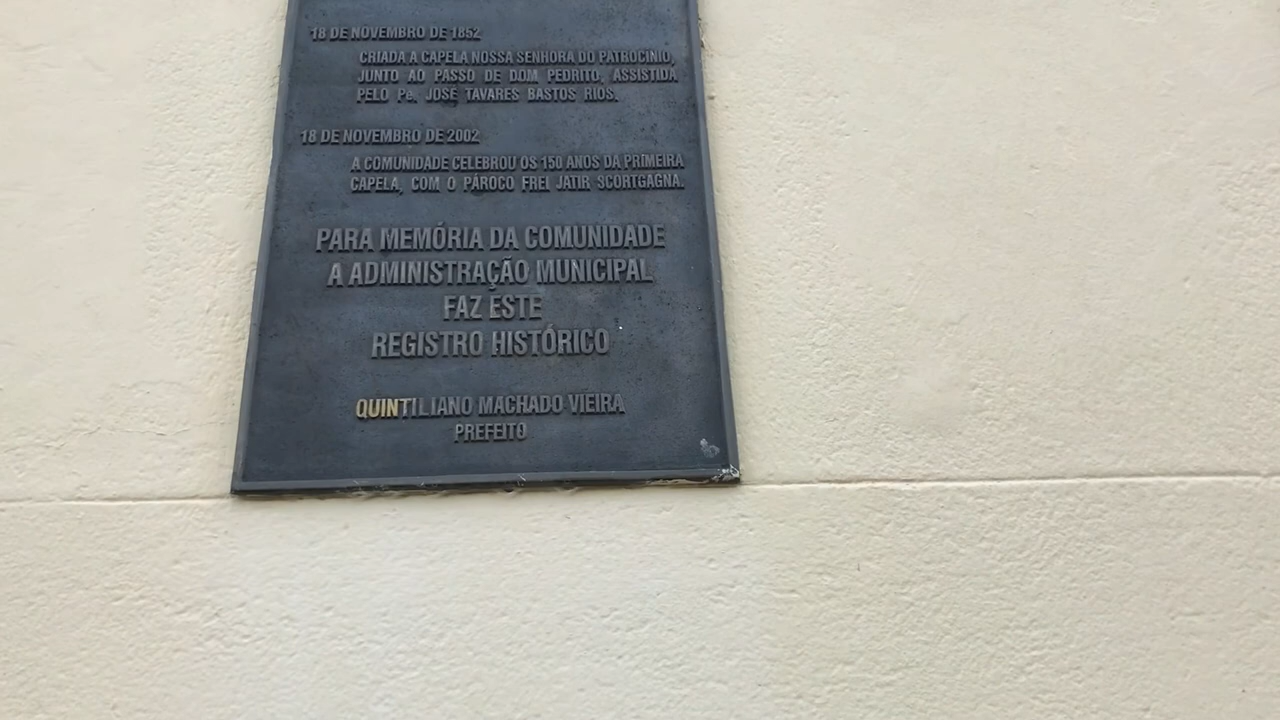 18 DE NOVEMBRO DE 1852
CRIADA A CAPELA NOSSA SENHORA DO PATROCINIO,
JUNTO AO PASSO DE DOM PEDRITO, ASSISTIDA
PELO Pe. JOSÉ TAVARES BASTOS RIOS.
18 DE NOVEMBRO DE 2002
A COMUNIDADE CELEBROU OS 150 ANOS DA PRIMEIRA
CAPELA, COM O PÁROCO FREI JATIR SCORTGAGNA.
PARA MEMÓRIA DA COMUNIDADE
A ADMINISTRAÇÃO MUNICIPAL
FAZ ESTE
REGISTRO HISTÓRICO
QUINTILIANO MACHADO VIEIRA
PREFEITO